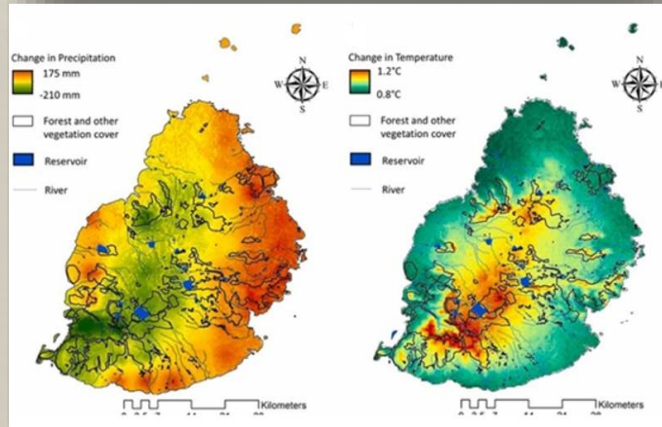 Change in Precipitation
175 mm
-210 mm
Forest and other
vegetation cover
Reservoir
River
N
W
E
S
Kilometers
Change in Temperature
1.2°C
0.8°C
Forest and other
vegetation cover
Reservoir
River
N
W
E
S
Kilometers